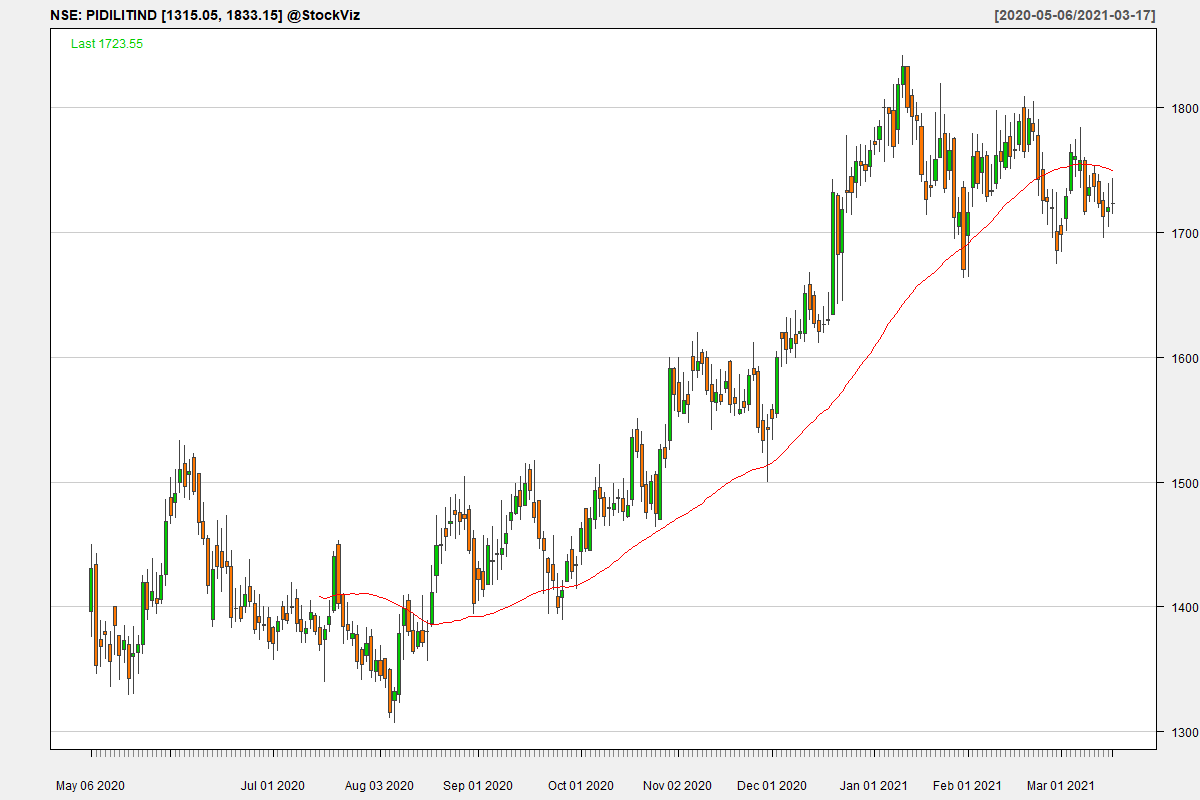 NSE: PIDILITIND [1315.05, 1833.15] @StockViz [2020-05-06/2021-03-17]
Last 1723.55
1800
1700
1600
1500
1400
1300
May 06 2020 Jul 01 2020 Aug 03 2020 Sep 01 2020 Oct 01 2020 Nov 02 2020 Dec 01 2020 Jan 01 2021 Feb 01 2021 Mar 01 2021